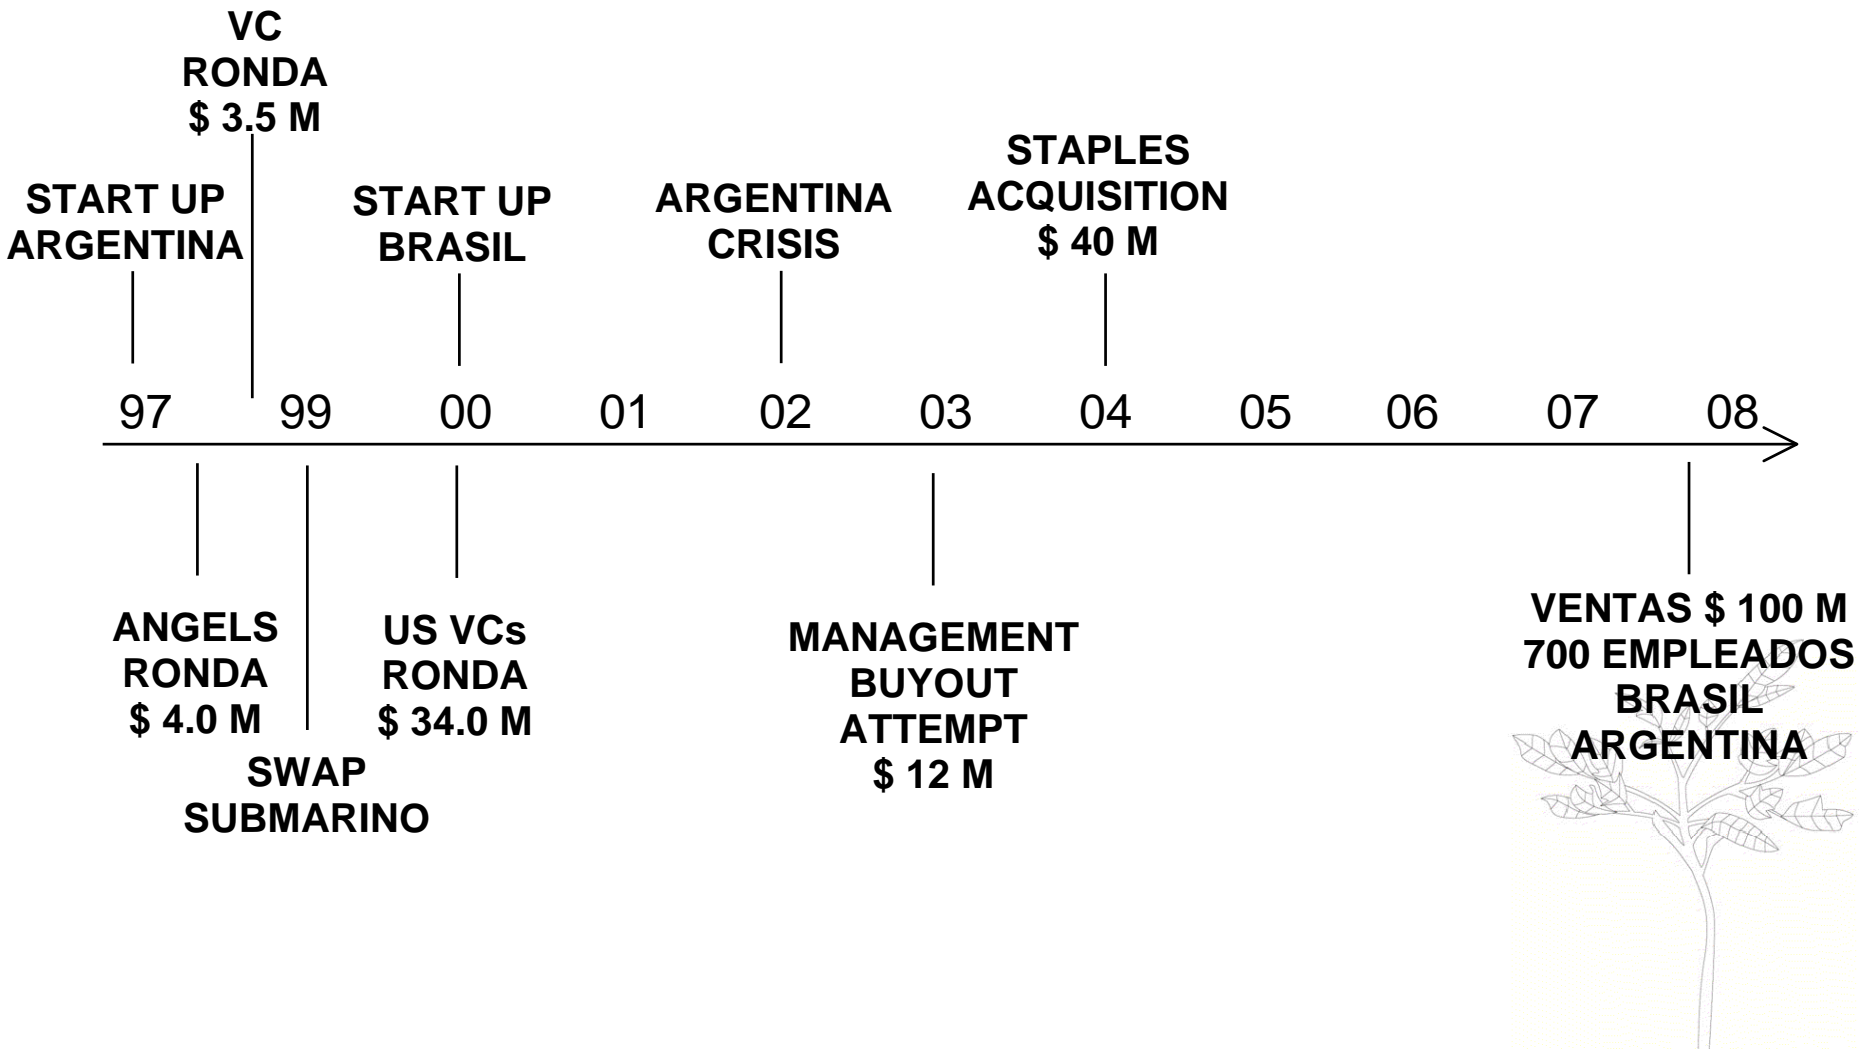 VC
RONDA
$ 3.5 M
START UP
ARGENTINA
START UP
BRASIL
ARGENTINA
CRISIS
STAPLES
ACQUISITION
$ 40 M
97 99 00 01 02 03 04 05 06 07 08
ANGELS
RONDA
$ 4.0 M
SWAP
SUBMARINO
US VCs
RONDA
$ 34.0 M
MANAGEMENT
BUYOUT
ATTEMPT
$ 12 M
VENTAS $ 100 M
700 EMPLEADOS
BRASIL
ARGENTINA